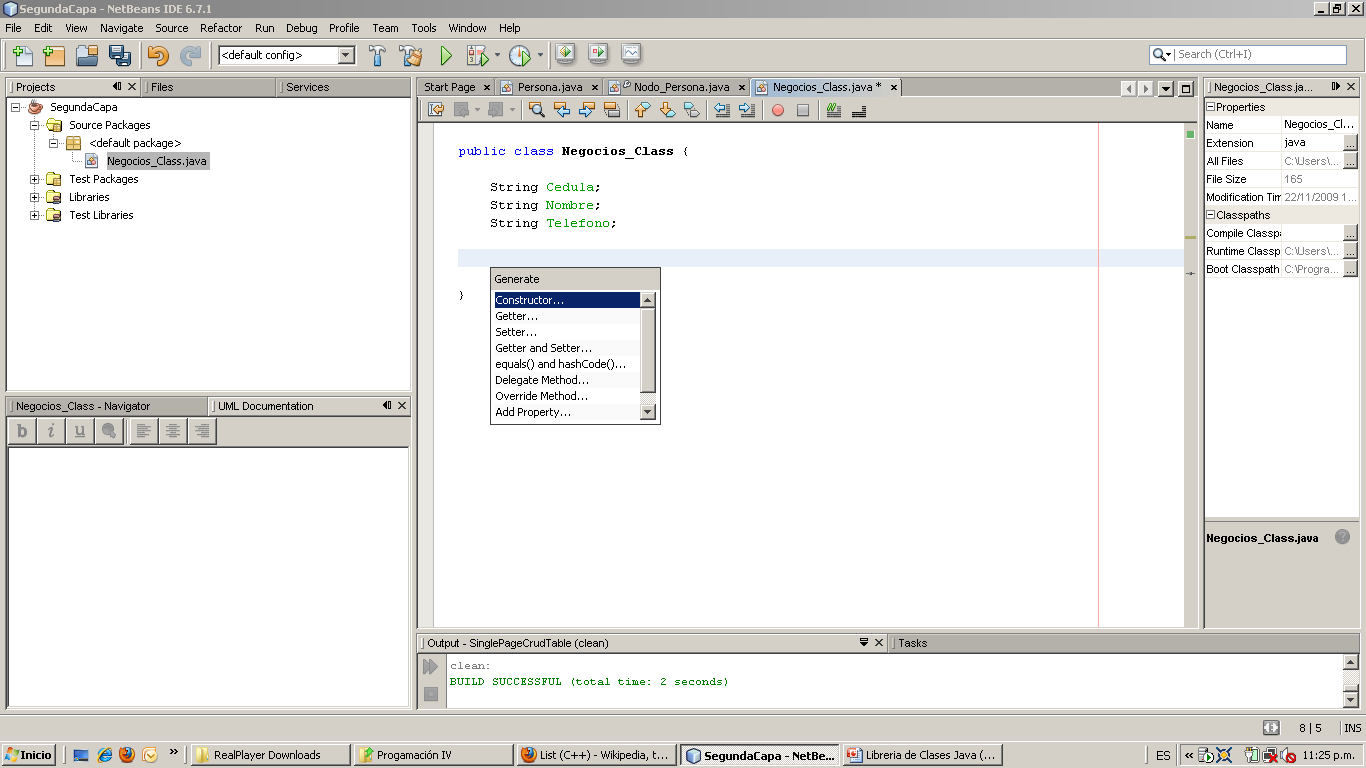 SegundaCapa - NetBeans IDE 6.7.1
File Edit View Navigate Source Refactor Run Debug Profile Team Tools Window Help
<default config>
Search (Ctrl+I)
Projects Files Services
SegundaCapa
Source Packages
<default package>
Negocios_Class.java
Test Packages
Libraries
Test Libraries
Negocios_Class - Navigator UML Documentation
b i u
Start Page Persona.java Nodo_Persona.java Negocios_Class.java *
public class Negocios_Class {
String Cedula;
String Nombre;
String Telefono;
}
Generate
Constructor...
Getter...
Setter...
Getter and Setter...
equals() and hashCode()...
Delegate Method...
Override Method...
Add Property...
Negocios_Class.ja...
Properties
Name Negocios_Cl...
Extension java ...
All Files C:\Users\... ...
File Size 165
Modification Tim 22/11/2009 1...
Classpaths
Compile Classpa ...
Runtime Classp C:\Users\... ...
Boot Classpath C:\Progra... ...
Negocios_Class.java
Output - SinglePageCrudTable (clean) Tasks
clean:
BUILD SUCCESSFUL (total time: 2 seconds)
8 | 5 INS
Inicio » RealPlayer Downloads Progamación IV List (C++) - Wikipedia, t... SegundaCapa - NetBe... Libreria de Clases Java (... ES « 11:25 p.m.